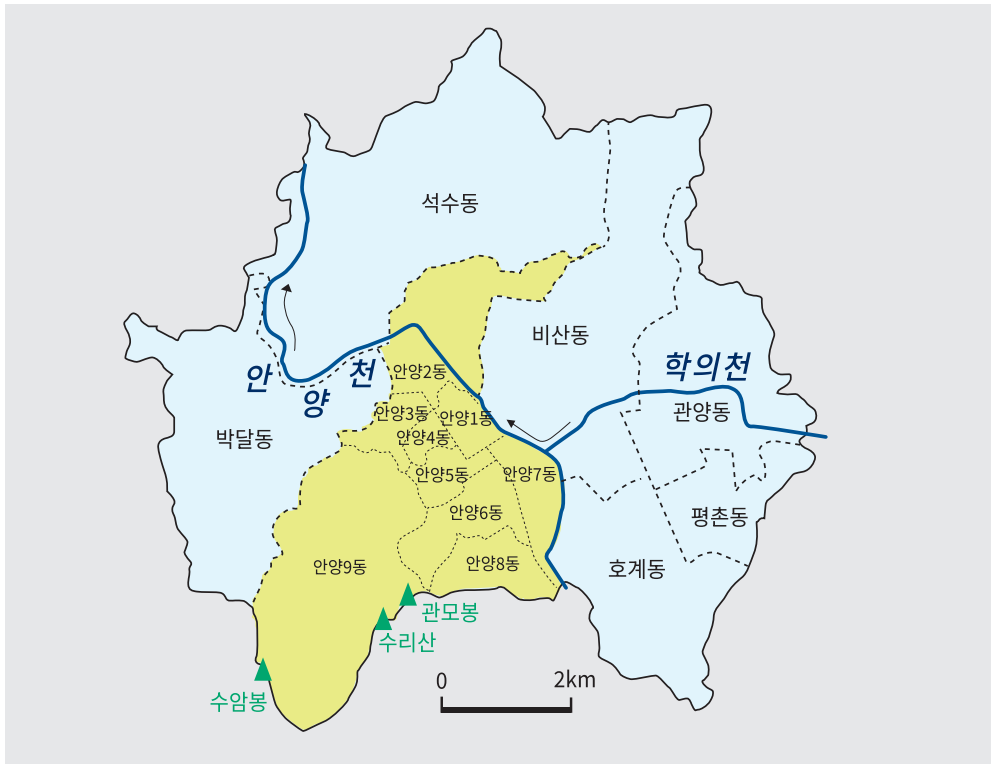 석수동
비산동
학의천
안양천
안양2동
관양동
안양3동
안양1동
안양4동
박달동
안양5동
안양7동
안양6동
평촌동
안양9동
안양8동
호계동
관모봉
수리산
수암봉
0 2km